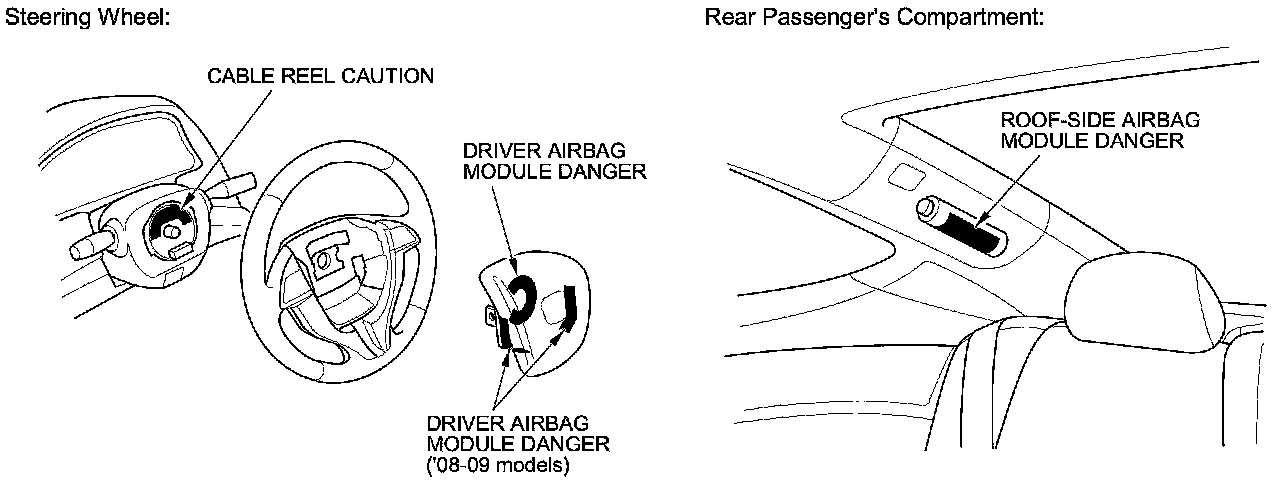 Steering Wheel:
CABLE REEL CAUTION
DRIVER AIRBAG
MODULE DANGER
DRIVER AIRBAG
MODULE DANGER
('08-09 models)
Rear Passenger's Compartment:
ROOF-SIDE AIRBAG
MODULE DANGER